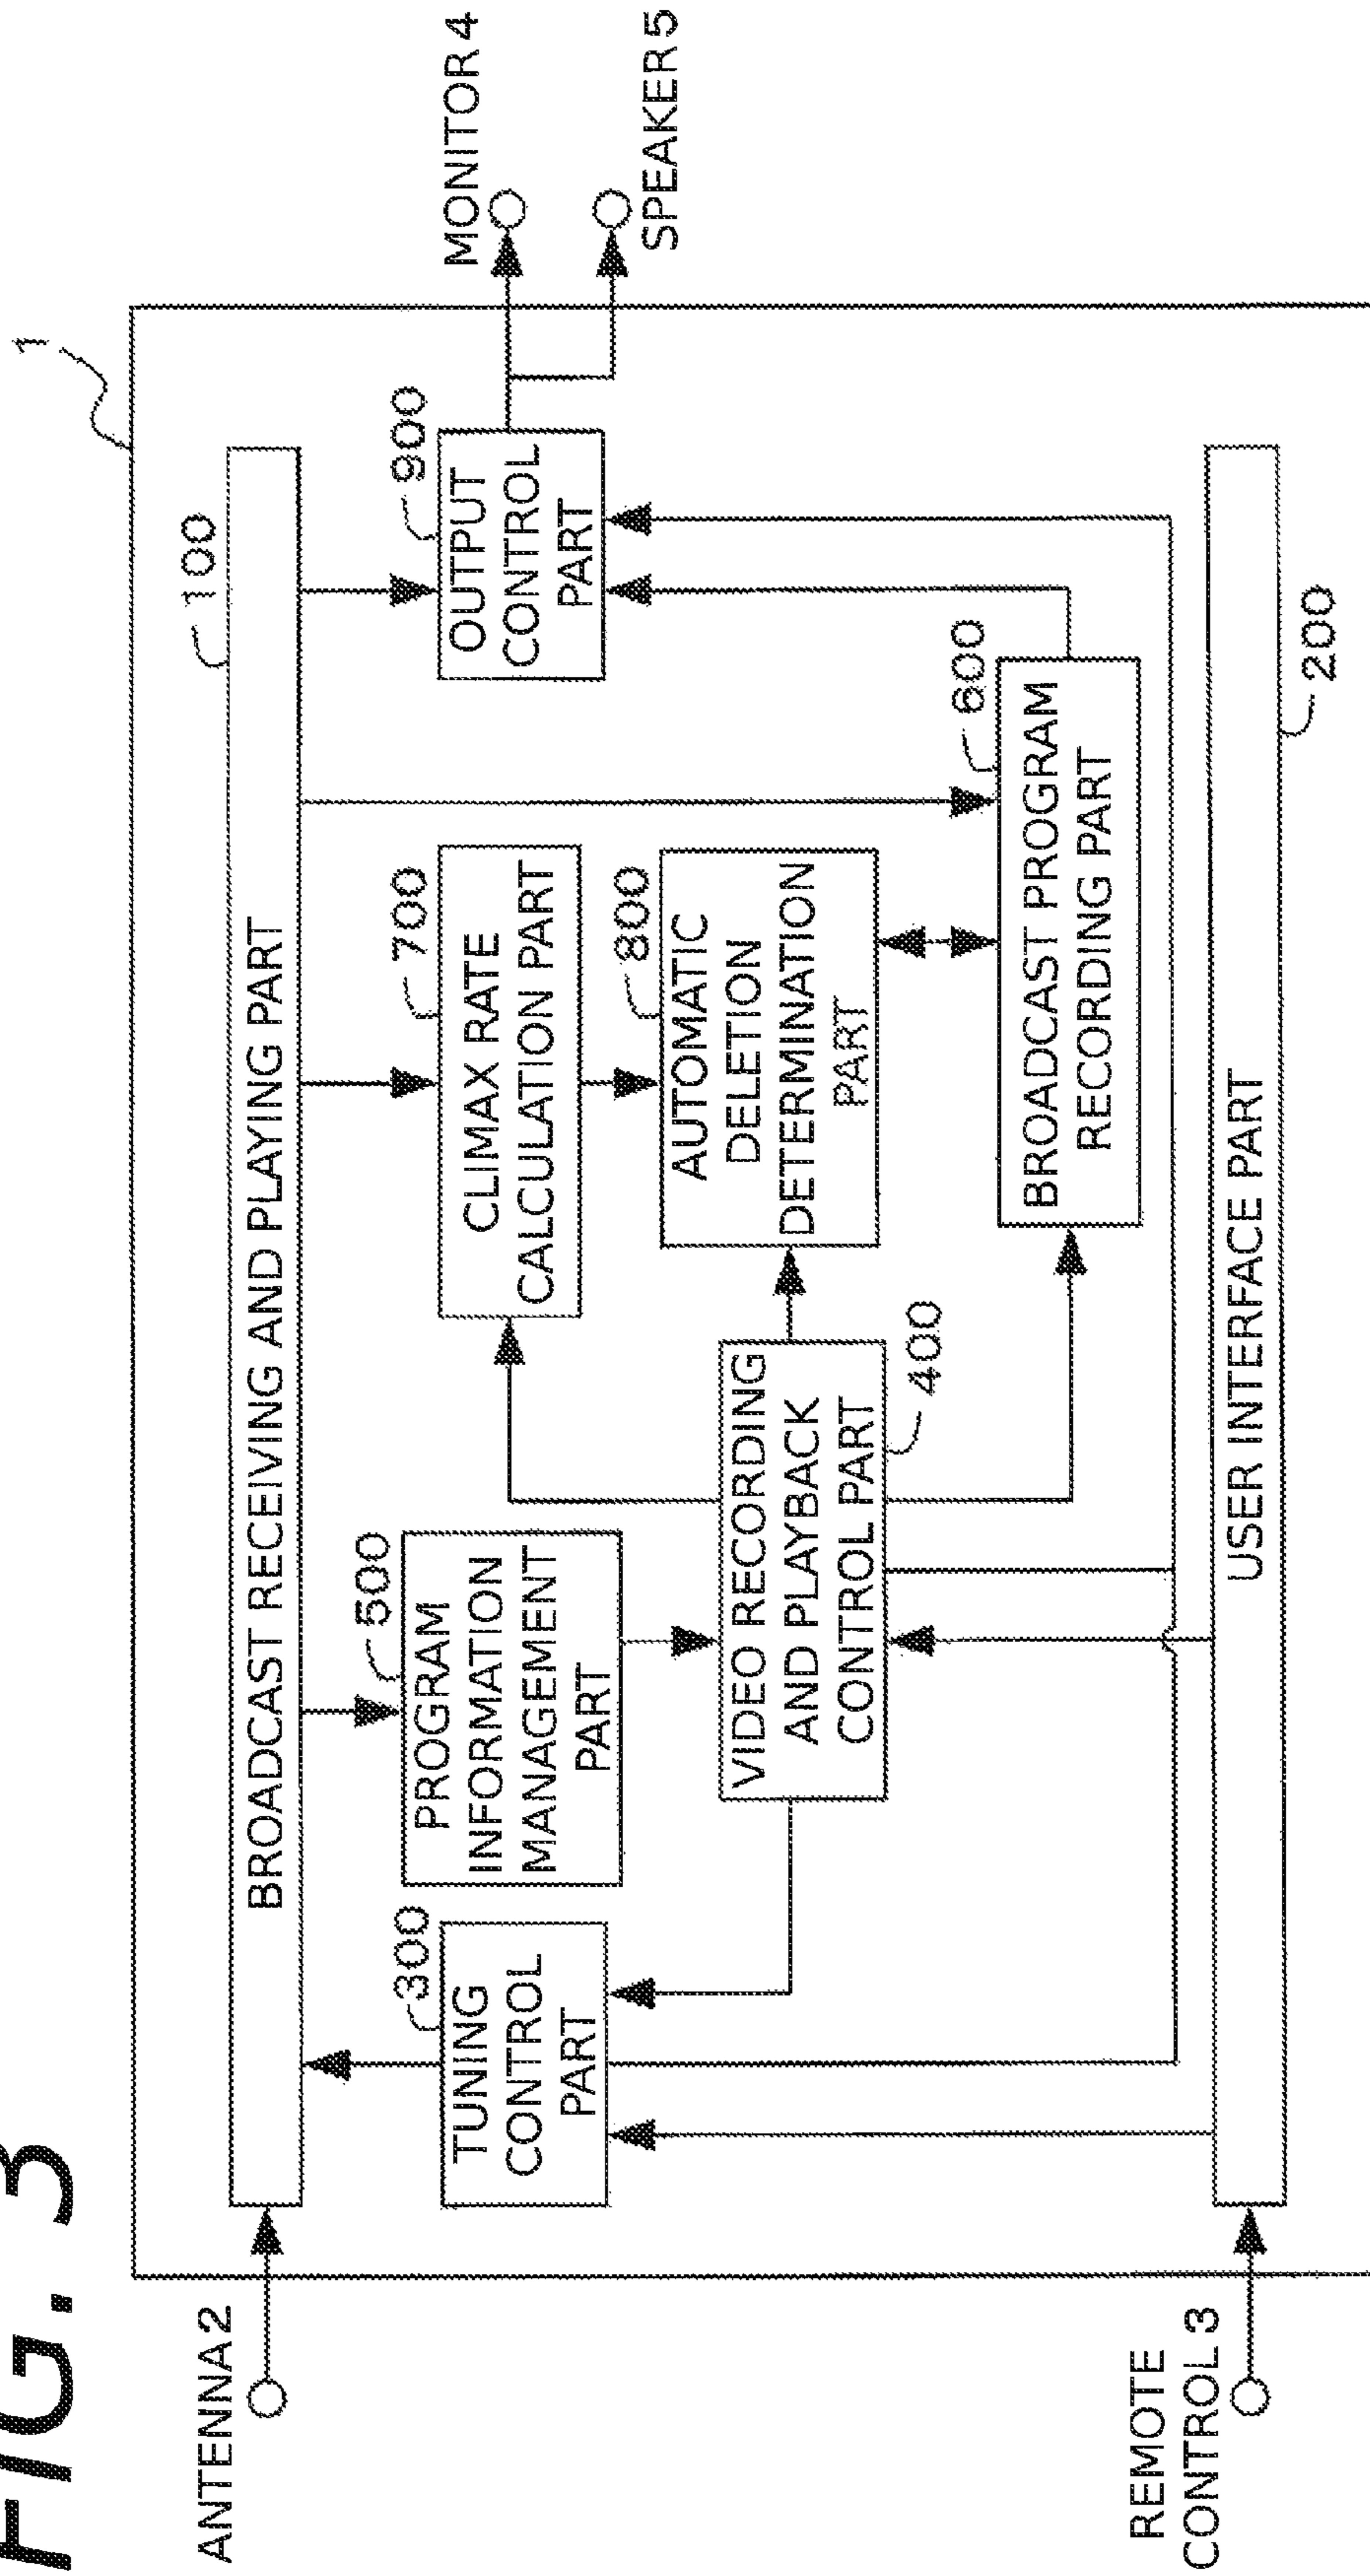 FIG. 3
1
ANTENNA 2
BROADCAST RECEIVING AND PLAYING PART
100
MONITOR 4
SPEAKER 5
300
TUNING
CONTROL
PART
500
PROGRAM
INFORMATION
MANAGEMENT
PART
700
CLIMAX RATE
CALCULATION PART
900
OUTPUT
CONTROL
PART
800
AUTOMATIC
DELETION
DETERMINATION
PART
VIDEO RECORDING
AND PLAYBACK
CONTROL PART
400
600
BROADCAST PROGRAM
RECORDING PART
REMOTE
CONTROL 3
USER INTERFACE PART
200